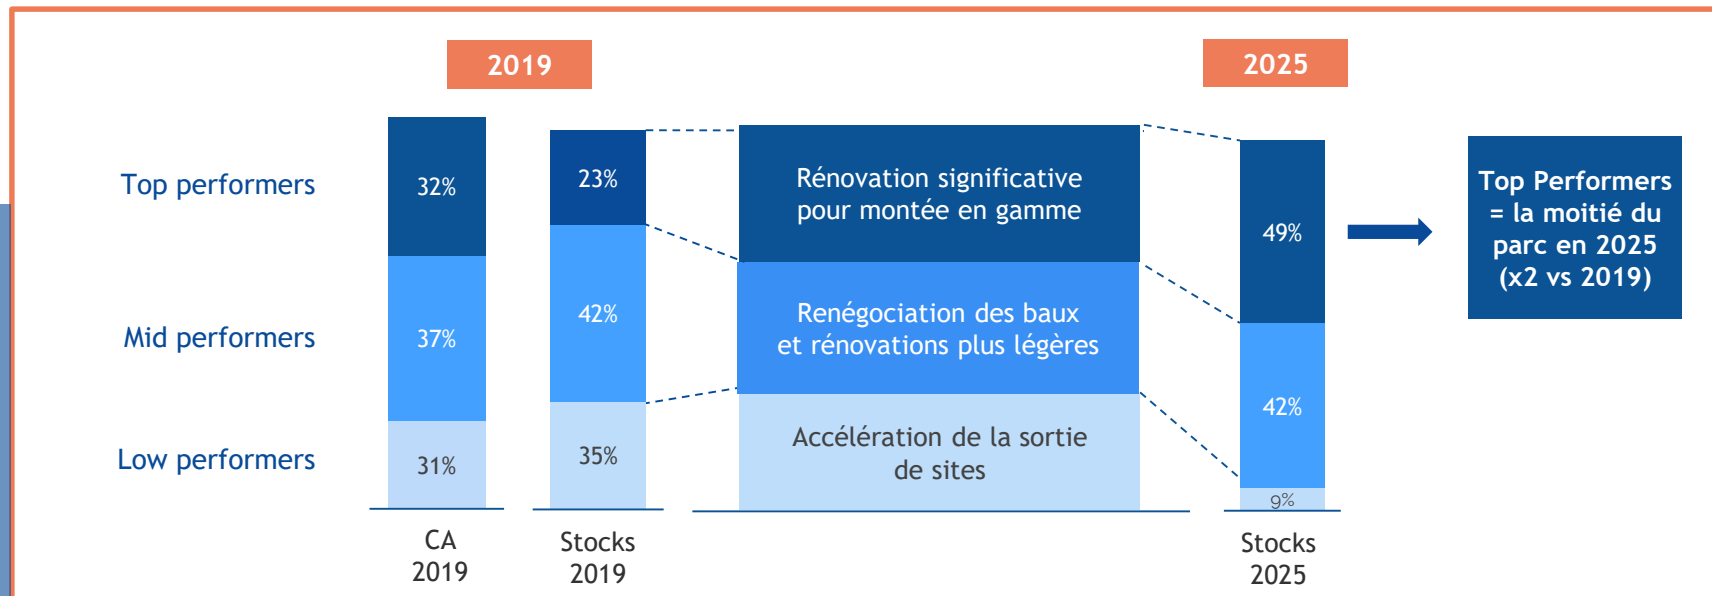 2019
2025
Top performers
32%
23%
Rénovation significative
pour montée en gamme
49%
Top Performers
= la moitié du
parc en 2025
(x2 vs 2019)
Mid performers
37%
42%
Renégociation des baux
et rénovations plus légères
42%
Low performers
31%
35%
Accélération de la sortie
de sites
9%
CA
2019
Stocks
2019
Stocks
2025